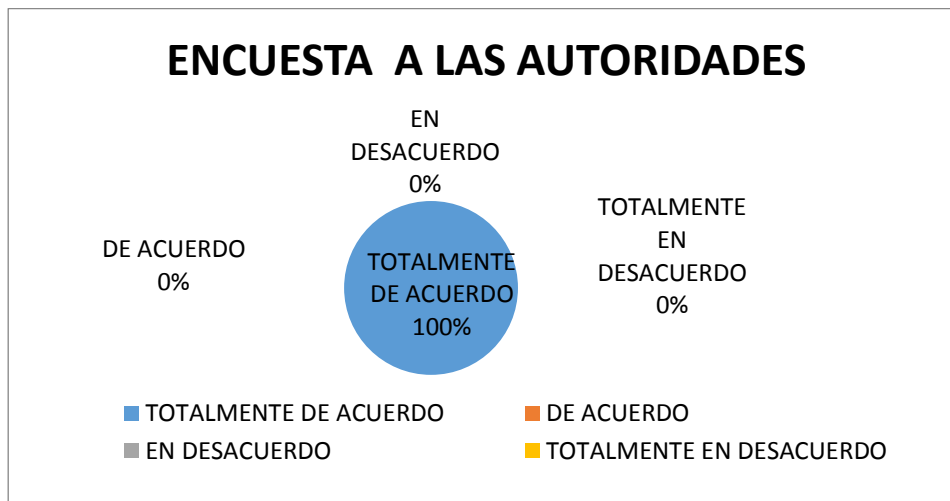 ENCUESTA A LAS AUTORIDADES
EN
DESACUERDO
0%
TOTALMENTE
EN
DESACUERDO
0%
DE ACUERDO
0%
TOTALMENTE
DE ACUERDO
100%
TOTALMENTE DE ACUERDO
DE ACUERDO
EN DESACUERDO
TOTALMENTE EN DESACUERDO